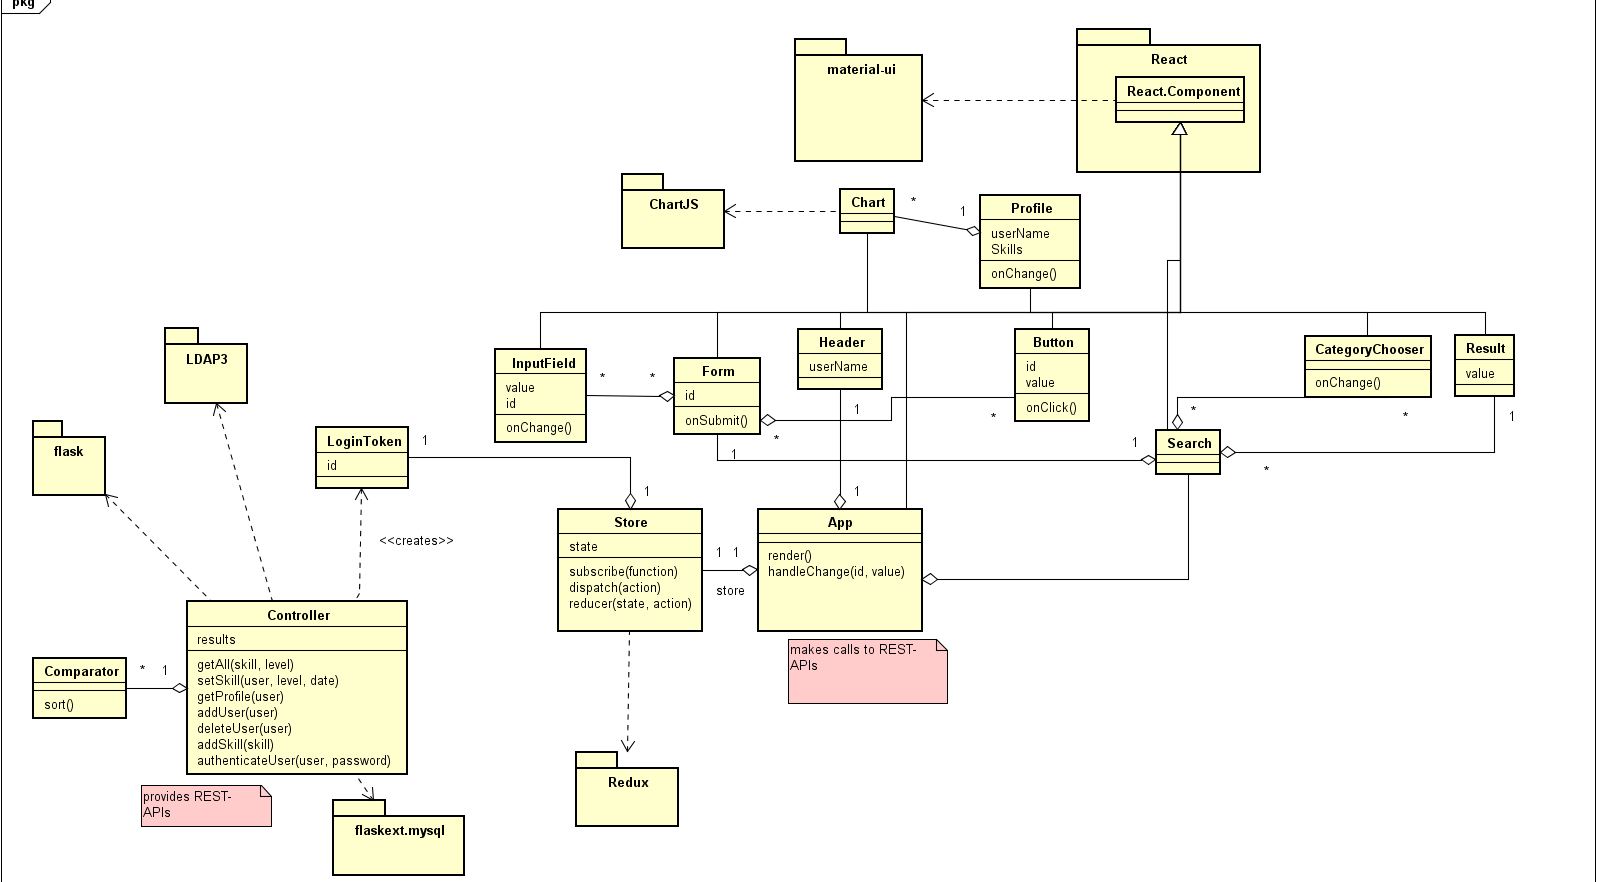 pkg
React
material-ui
React.Component
ChartJS
Chart
*
1
Profile
userName
Skills
onChange()
LDAP3
InputField
value
id
onChange()
*
*
Form
id
onSubmit()
*
1
Header
userName
1
Button
id
value
onClick()
*
CategoryChooser
onChange()
*
*
Result
value
1
Search
1
*
flask
LoginToken
id
1
1
<<creates>>
Store
state
subscribe(function)
dispatch(action)
reducer(state, action)
1 1
store
1
App
render()
handleChange(id, value)
makes calls to REST-
APIs
Controller
results
getAll(skill, level)
setSkill(user, level, date)
getProfile(user)
addUser(user)
deleteUser(user)
addSkill(skill)
authenticateUser(user, password)
Comparator
sort()
* 1
provides REST-
APIs
flaskext.mysql
Redux